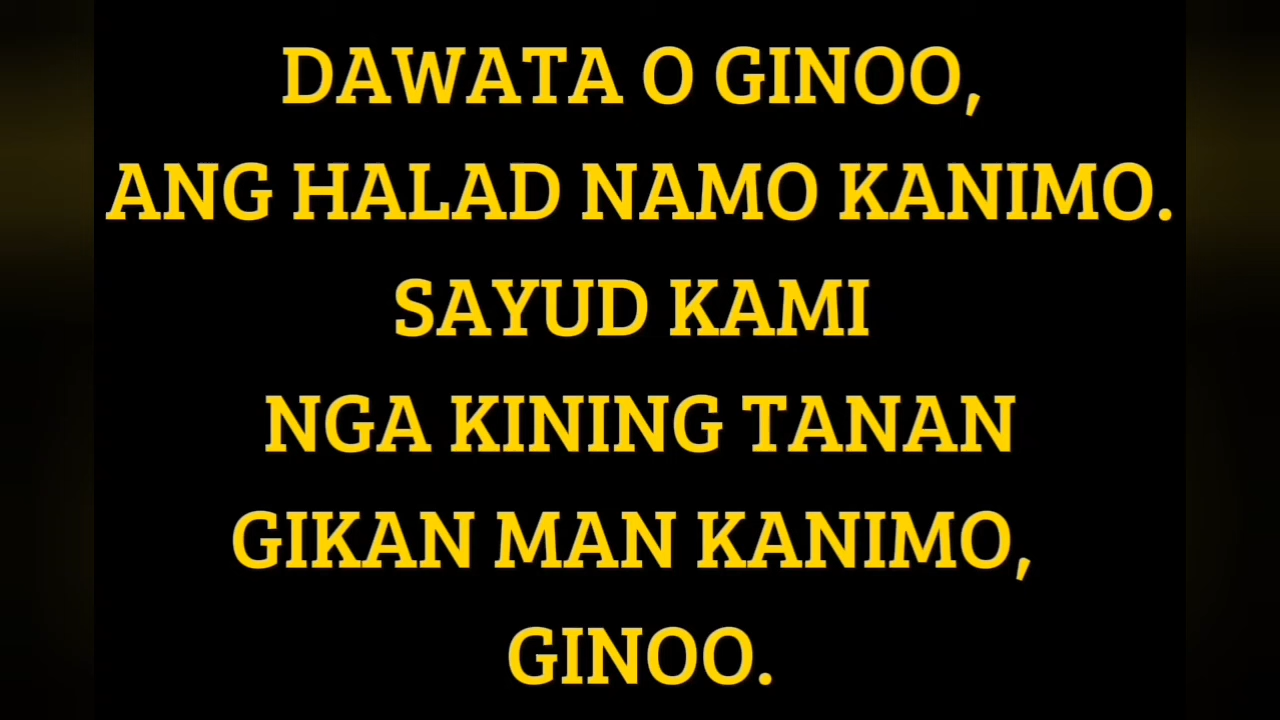 DAWATA O GINOO,
ANG HALAD NAMO KANIMO.
SAYUD KAMI
NGA KINING TANAN
GIKAN MAN KANIMO,
GINOO.